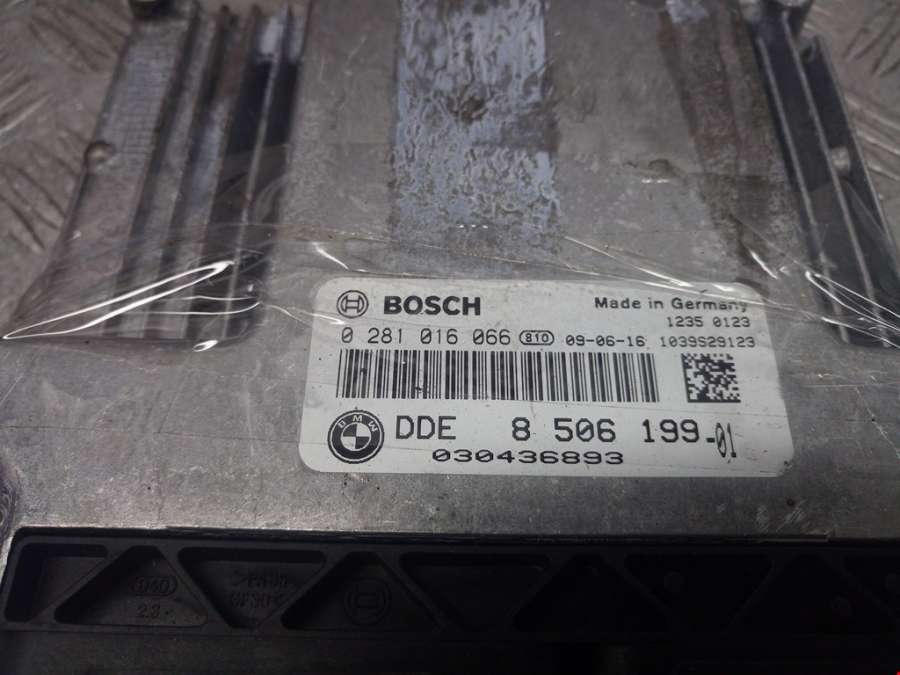 BOSCH Made in Germany
1235 0123
0 281 016 066 810 09-06-16 1039S29123
BMW DDE 8 506 199-01
030436893